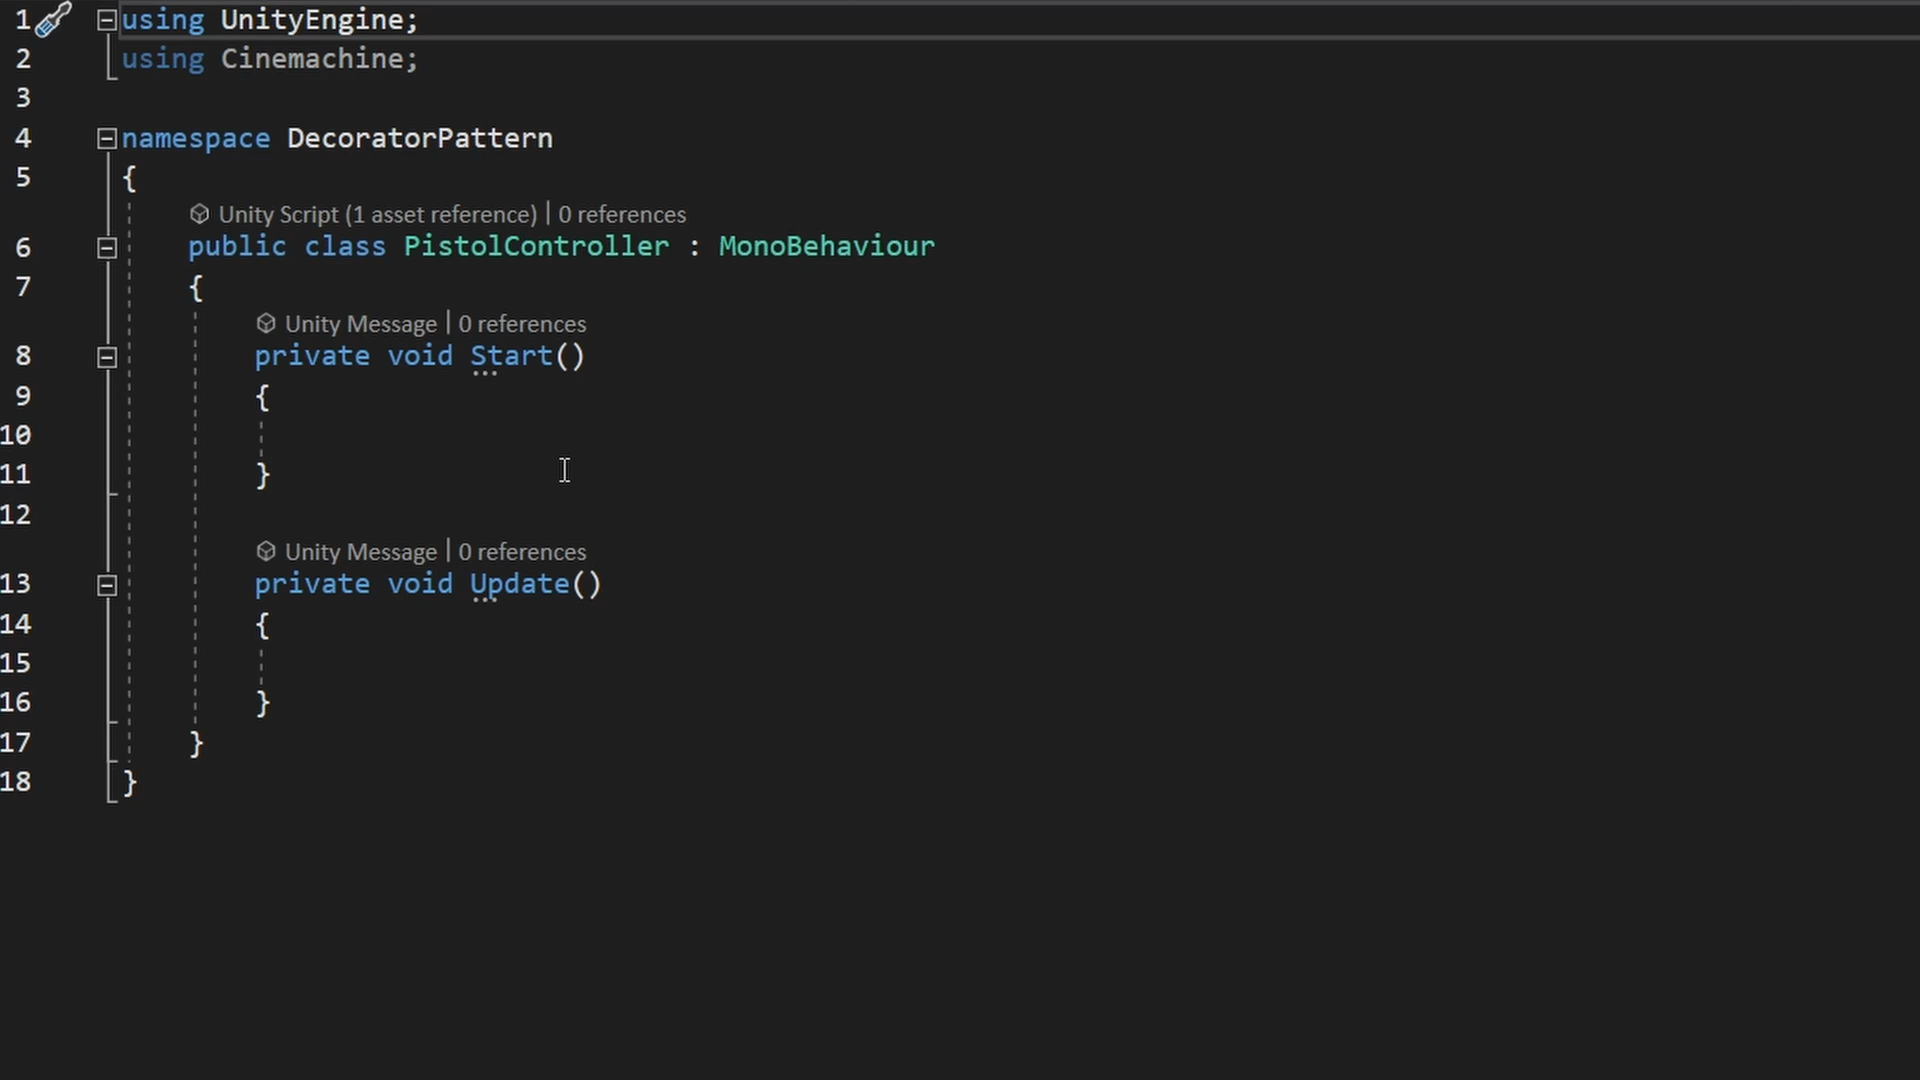 1 using UnityEngine;
2 using Cinemachine;
3
4 namespace DecoratorPattern
5 {
Unity Script (1 asset reference) | 0 references
6 public class PistolController : MonoBehaviour
7 {
Unity Message | 0 references
8 private void Start()
9 {
10
11 }
12
Unity Message | 0 references
13 private void Update()
14 {
15
16 }
17 }
18 }